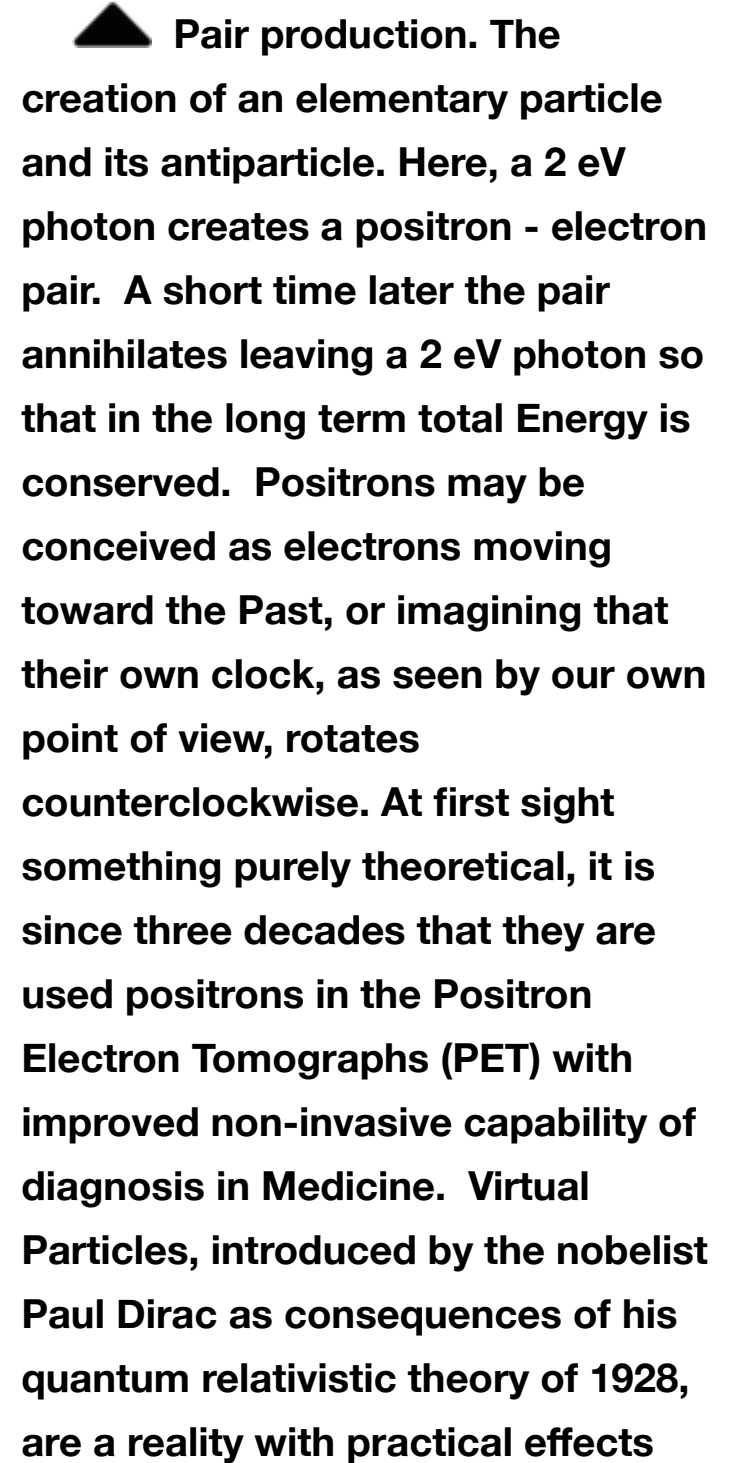 Pair production. The
creation of an elementary particle
and its antiparticle. Here, a 2 eV
photon creates a positron - electron
pair.  A short time later the pair
annihilates leaving a 2 eV photon so
that in the long term total Energy is
conserved.  Positrons may be
conceived as electrons moving
toward the Past, or imagining that
their own clock, as seen by our own
point of view, rotates
counterclockwise. At first sight
something purely theoretical, it is
since three decades that they are
used positrons in the Positron
Electron Tomographs (PET) with
improved non-invasive capability of
diagnosis in Medicine.  Virtual
Particles, introduced by the nobelist
Paul Dirac as consequences of his
quantum relativistic theory of 1928,
are a reality with practical effects